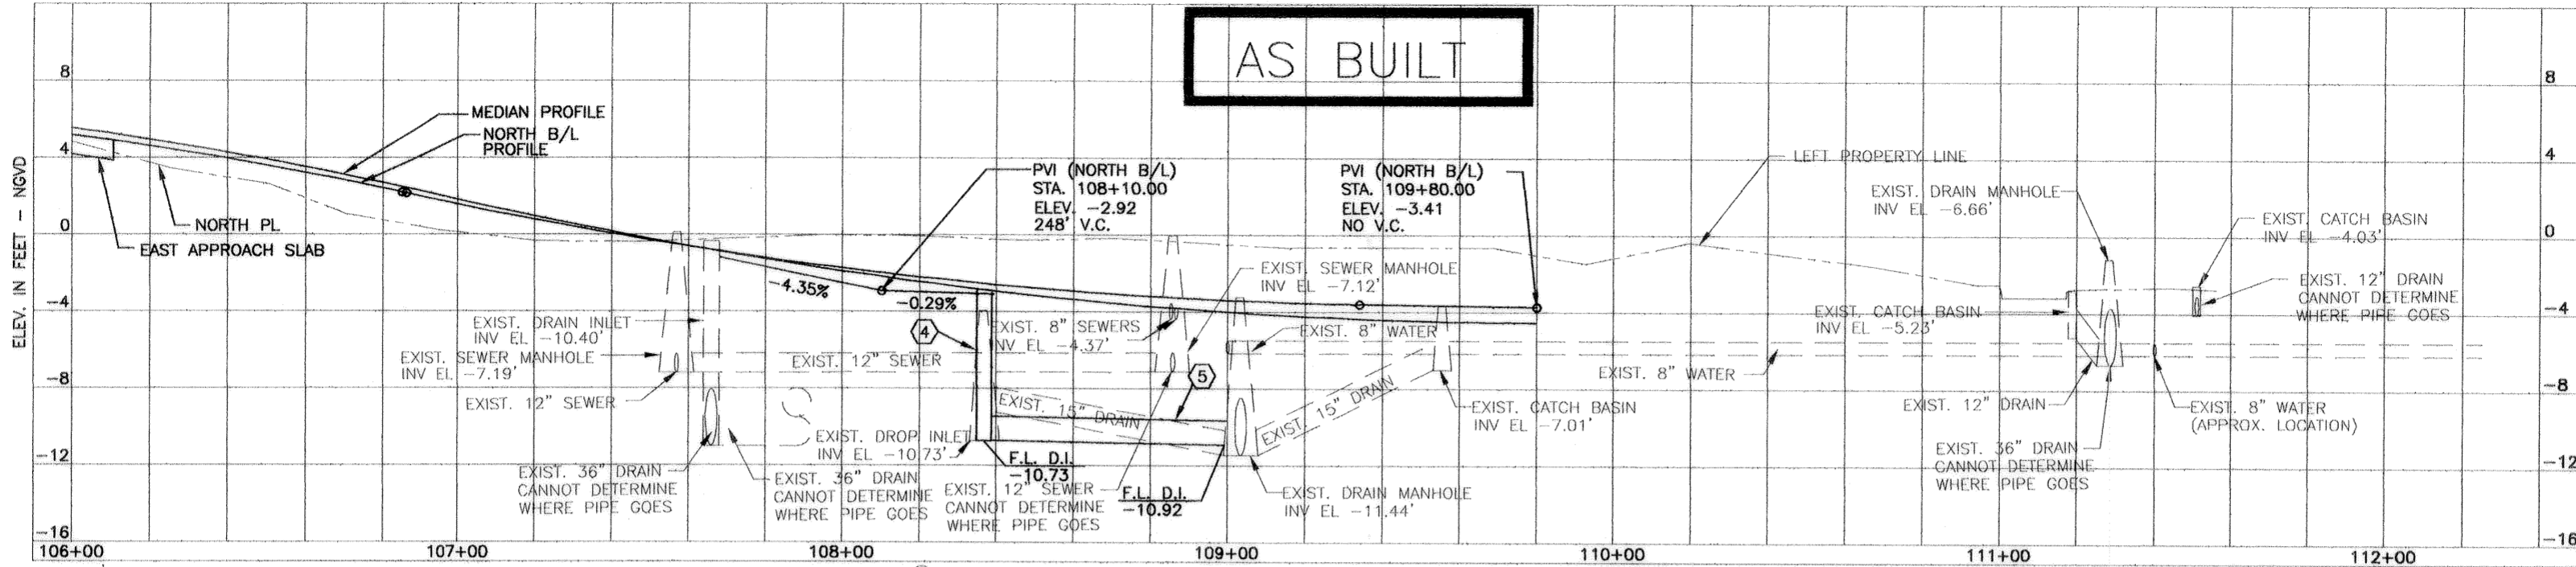 AS BUILT
8
4
0
-4
-8
-12
-16
ELEV. IN FEET - NGVD
8
4
0
-4
-8
-12
-16
MEDIAN PROFILE
NORTH B/L
PROFILE
NORTH PL
EAST APPROACH SLAB
PVI (NORTH B/L)
STA. 108+10.00
ELEV. -2.92
248' V.C.
PVI (NORTH B/L)
STA. 109+80.00
ELEV. -3.41
NO V.C.
LEFT PROPERTY LINE
EXIST. DRAIN MANHOLE
INV EL -6.66'
EXIST. CATCH BASIN
INV EL -4.03'
EXIST. 12" DRAIN
CANNOT DETERMINE
WHERE PIPE GOES
EXIST. SEWER MANHOLE
INV EL -7.12'
-4.35%
-0.29%
4
EXIST. DRAIN INLET
INV EL -10.40'
EXIST. SEWER MANHOLE
INV EL -7.19'
EXIST. 12" SEWER
EXIST. 12" SEWER
EXIST. 8" SEWERS
INV EL -4.37'
EXIST. 8" WATER
EXIST. CATCH BASIN
INV EL -5.23'
5
EXIST. 8" WATER
EXIST. 15" DRAIN
EXIST 15" DRAIN
EXIST. CATCH BASIN
INV EL -7.01'
EXIST. 12" DRAIN
EXIST. 8" WATER
(APPROX. LOCATION)
EXIST. DROP INLET
INV EL -10.73'
F.L. D.I.
-10.73
F.L. D.I.
-10.92
EXIST. 36" DRAIN
CANNOT DETERMINE
WHERE PIPE GOES
EXIST. 36" DRAIN
CANNOT DETERMINE
WHERE PIPE GOES
EXIST. 12" SEWER
CANNOT DETERMINE
WHERE PIPE GOES
EXIST. DRAIN MANHOLE
INV EL -11.44'
EXIST. 36" DRAIN
CANNOT DETERMINE
WHERE PIPE GOES
106+00
107+00
108+00
109+00
110+00
111+00
112+00